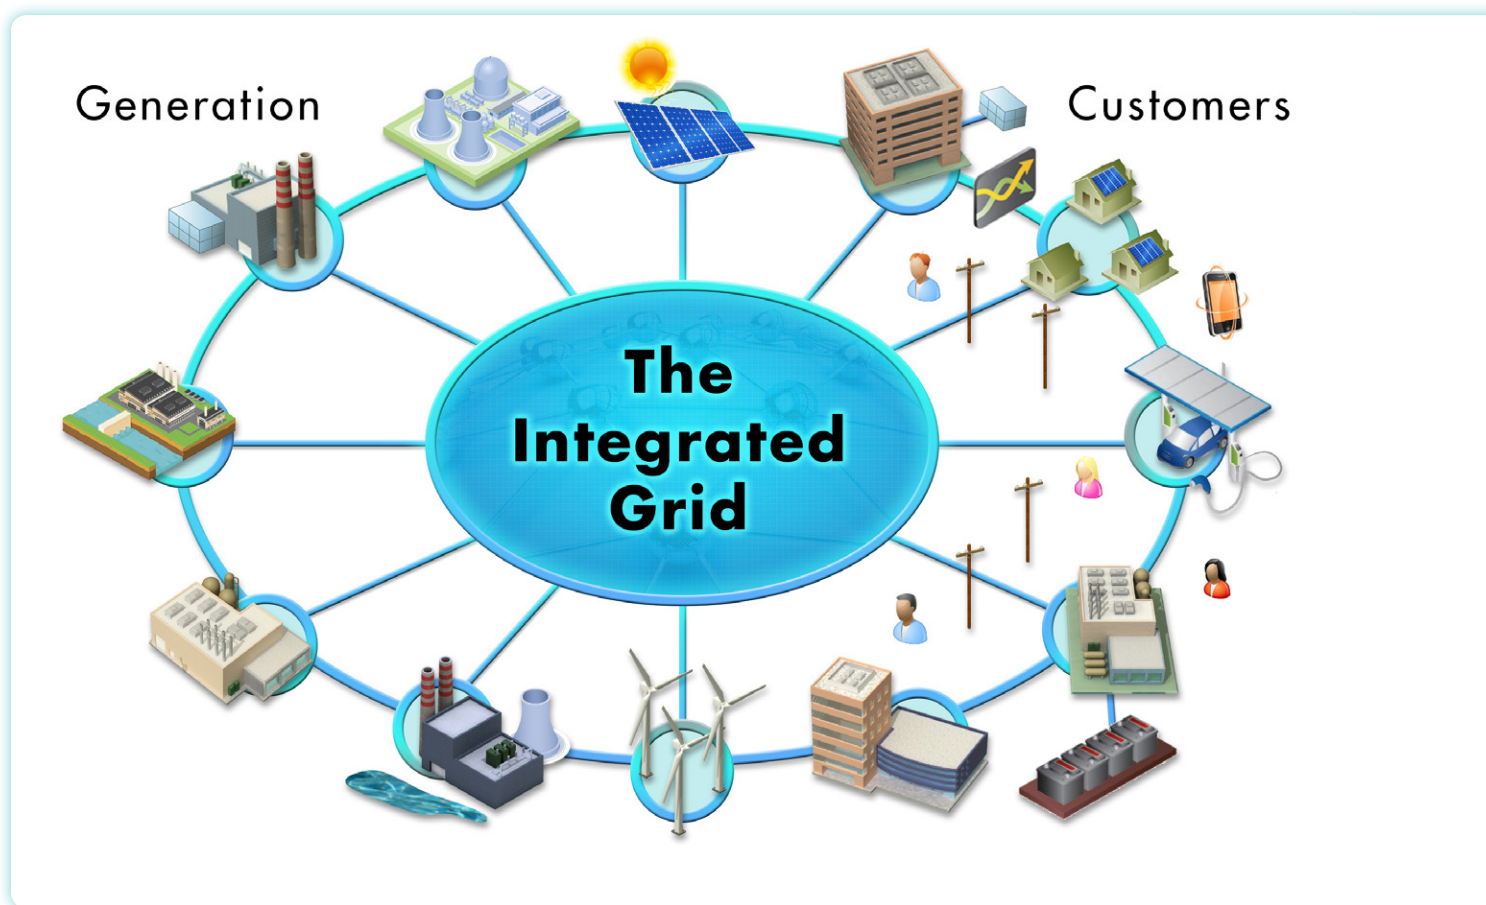 Generation
Customers
The
Integrated
Grid